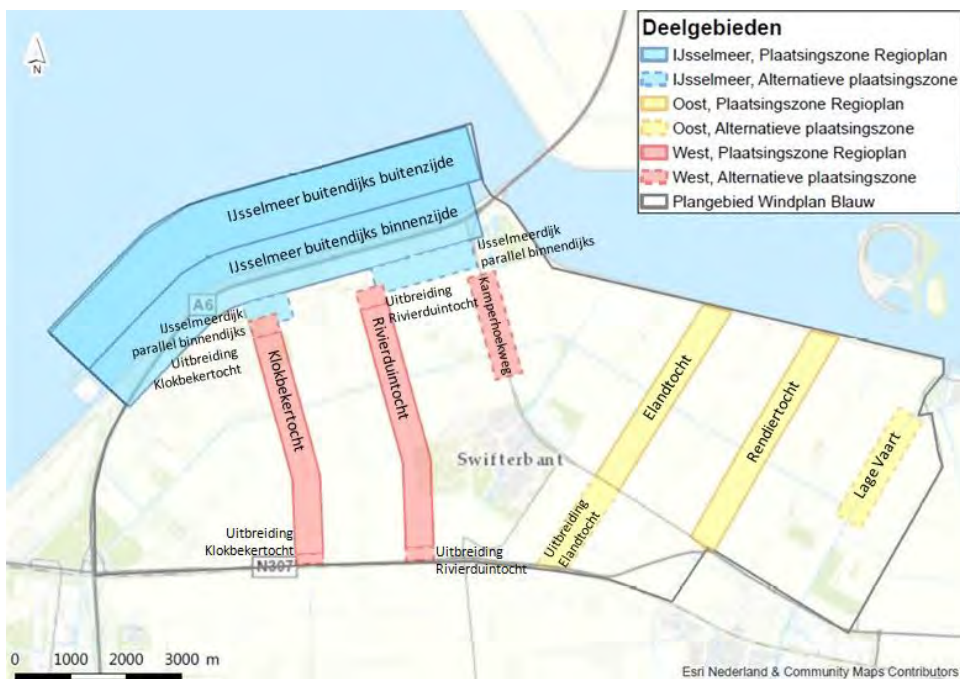 N
Deelgebieden
IJsselmeer, Plaatsingszone Regioplan
IJsselmeer, Alternatieve plaatsingszone
Oost, Plaatsingszone Regioplan
Oost, Alternatieve plaatsingszone
West, Plaatsingszone Regioplan
West, Alternatieve plaatsingszone
Plangebied Windplan Blauw
IJsselmeer buitendijks buitenzijde
IJsselmeer buitendijks binnenzijde
IJsselmeerdijk
parallel binnendijks
A6
IJsselmeerdijk
parallel binnendijks
Uitbreiding
Klokbekertocht
Uitbreiding
Rivierduintocht
Kamperhoekweg
Klokbekertocht
Rivierduintocht
Elandtocht
Rendiertocht
Lage Vaart
Swifterbant
Uitbreiding
Elandtocht
Uitbreiding
Klokbekertocht
Uitbreiding
Rivierduintocht
N307
0 1000 2000 3000 m
Esri Nederland & Community Maps Contributors